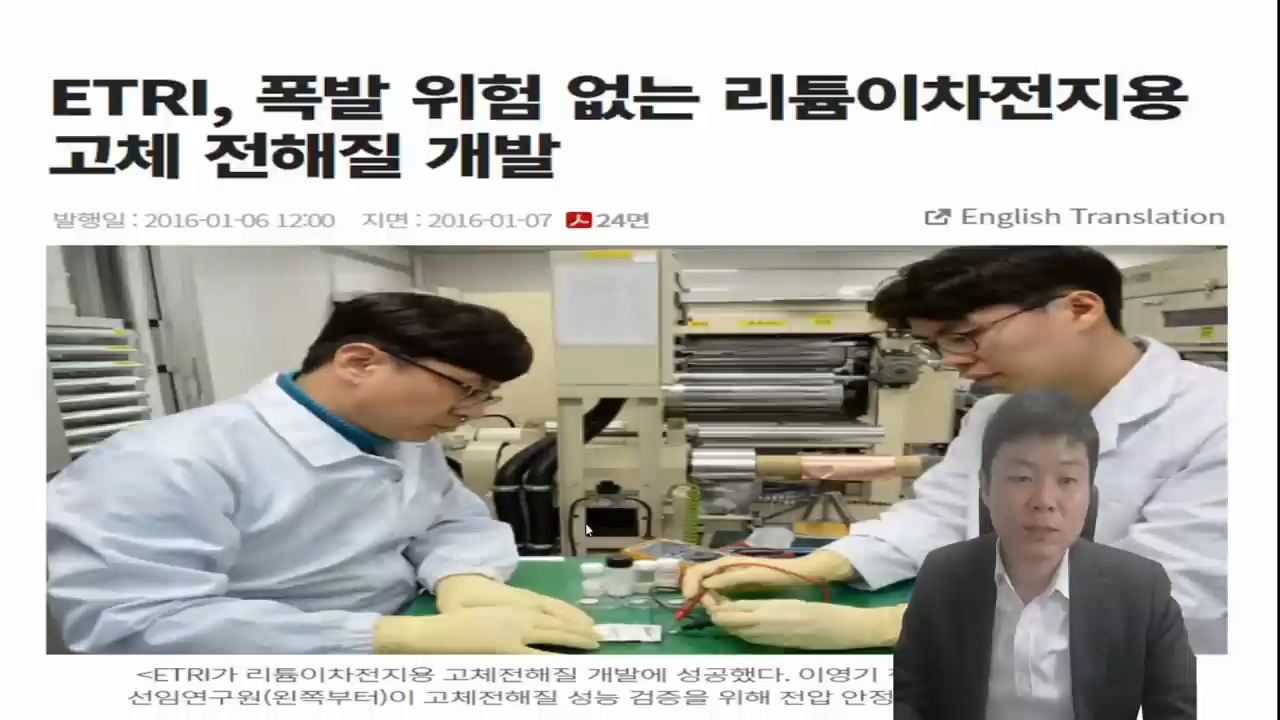 ETRI, 폭발 위험 없는 리튬이차전지용
고체 전해질 개발
발행일 : 2016-01-06 12:00 지면 : 2016-01-07 24면
English Translation
<ETRI가 리튬이차전지용 고체전해질 개발에 성공했다. 이영기
선임연구원(왼쪽부터)이 고체전해질 성능 검증을 위해 전압 안정